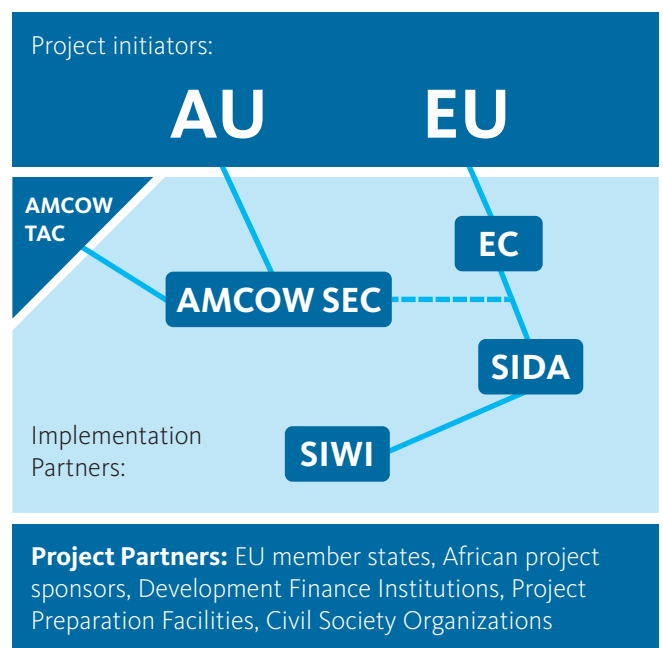 Project initiators:
AU
EU
AMCOW
TAC
EC
AMCOW SEC
SIDA
Implementation
Partners:
SIWI
Project Partners: EU member states, African project
sponsors, Development Finance Institutions, Project
Preparation Facilities, Civil Society Organizations